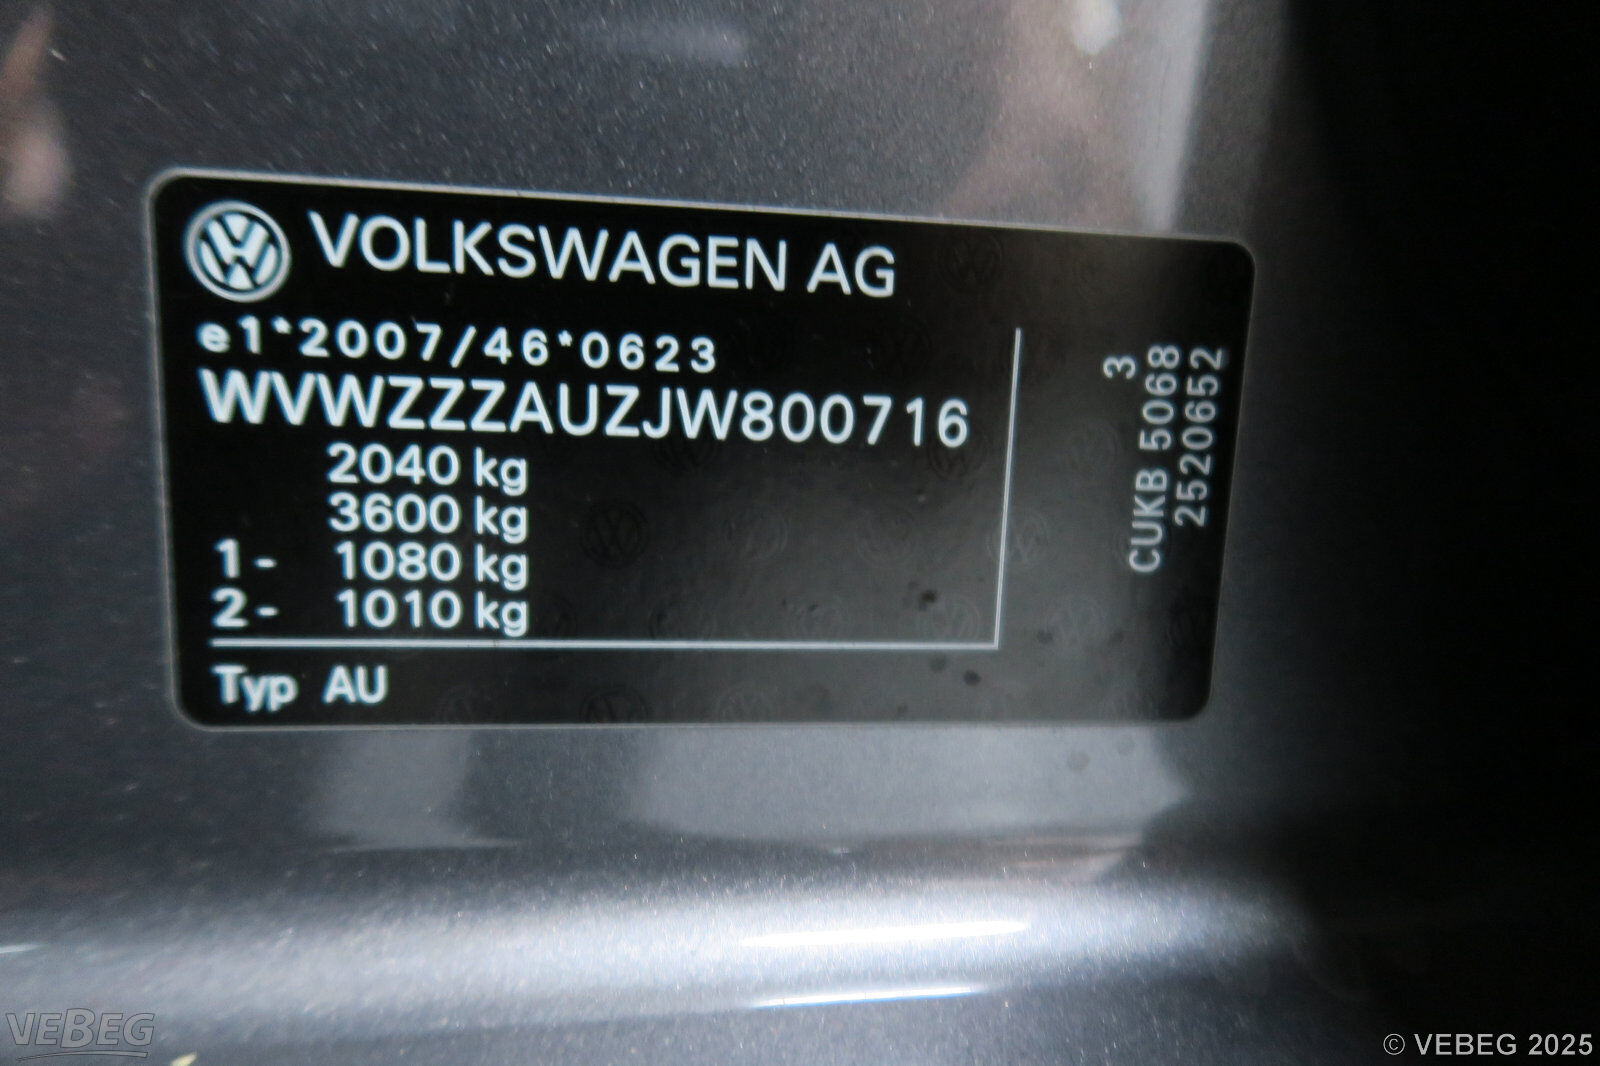 VOLKSWAGEN AG
e1*2007/46*0623
WVWZZZAUZJW800716
2040 kg
3600 kg
1- 1080 kg
2- 1010 kg
Typ AU
3
CUKB 5068
2520652
VEBEG
© VEBEG 2025